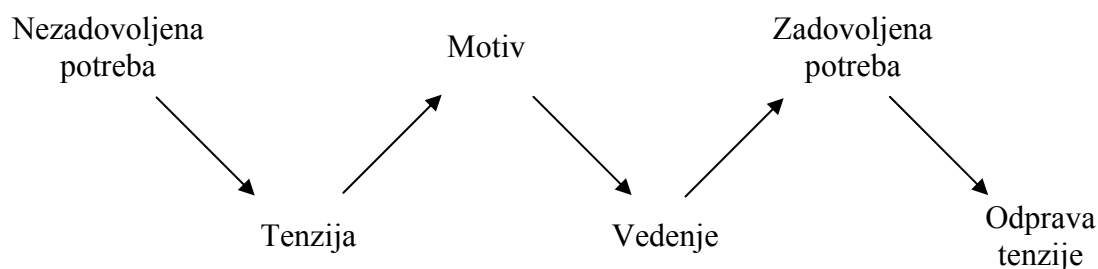 Nezadovoljena
potreba
Tenzija
Motiv
Vedenje
Zadovoljena
potreba
Odprava
tenzije